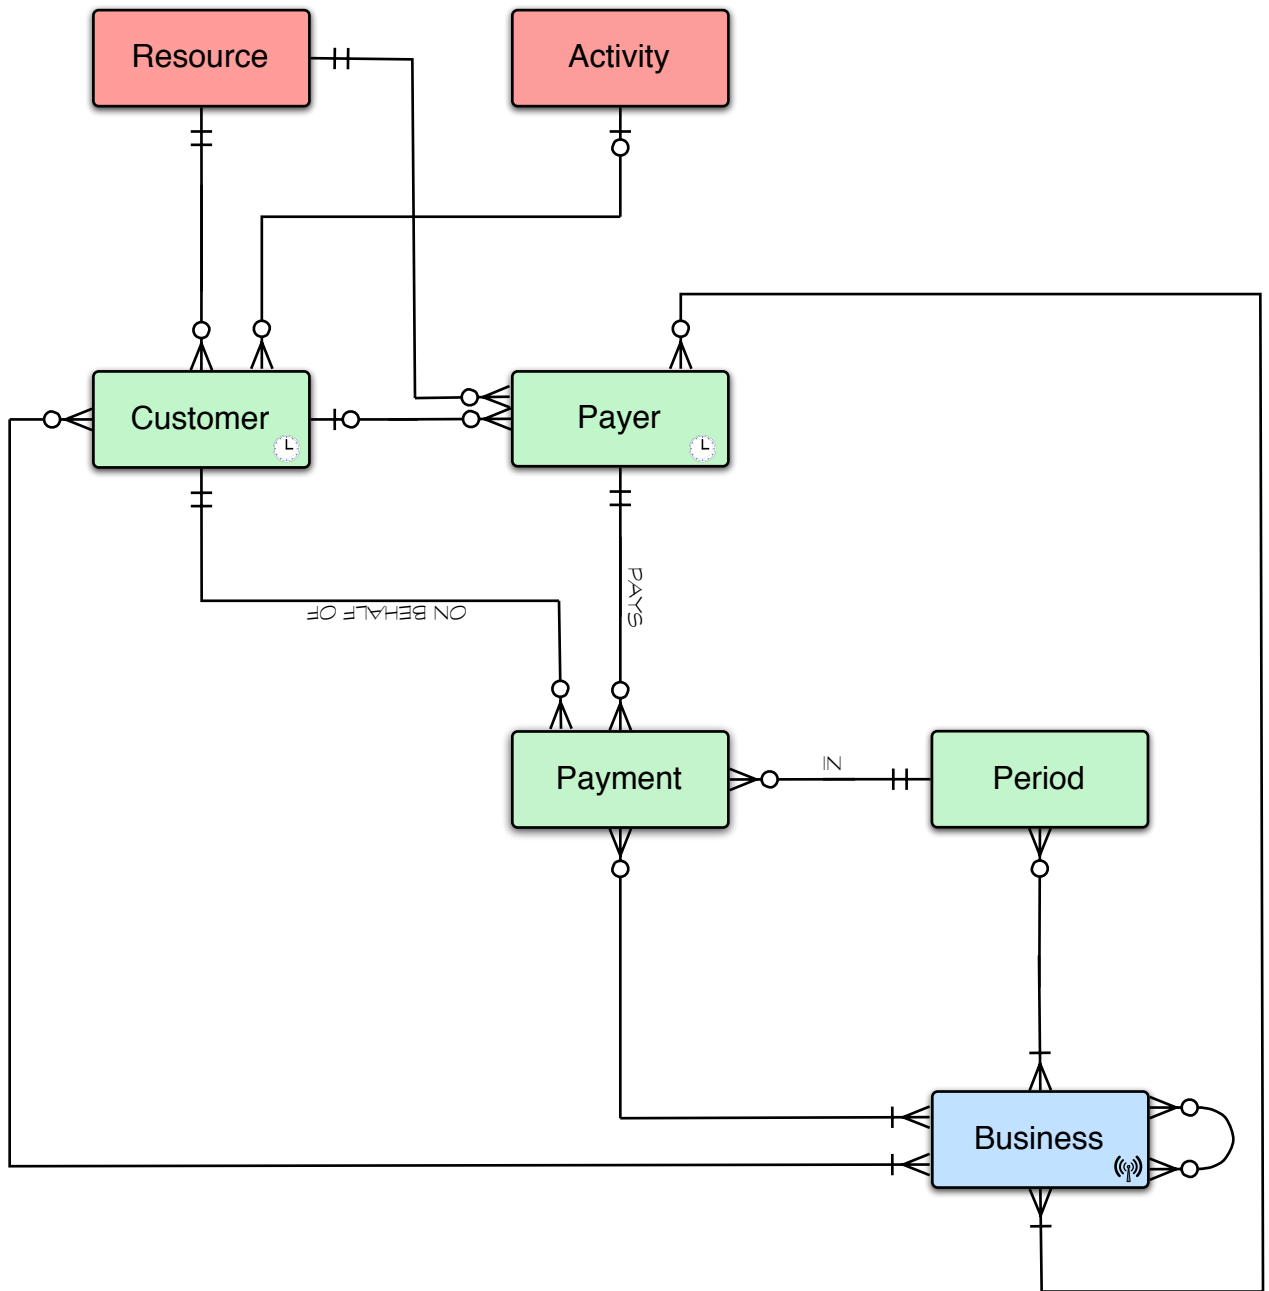 Resource
Activity
Customer
Payer
PAYS
ON BEHALF OF
IN
Payment
Period
Business